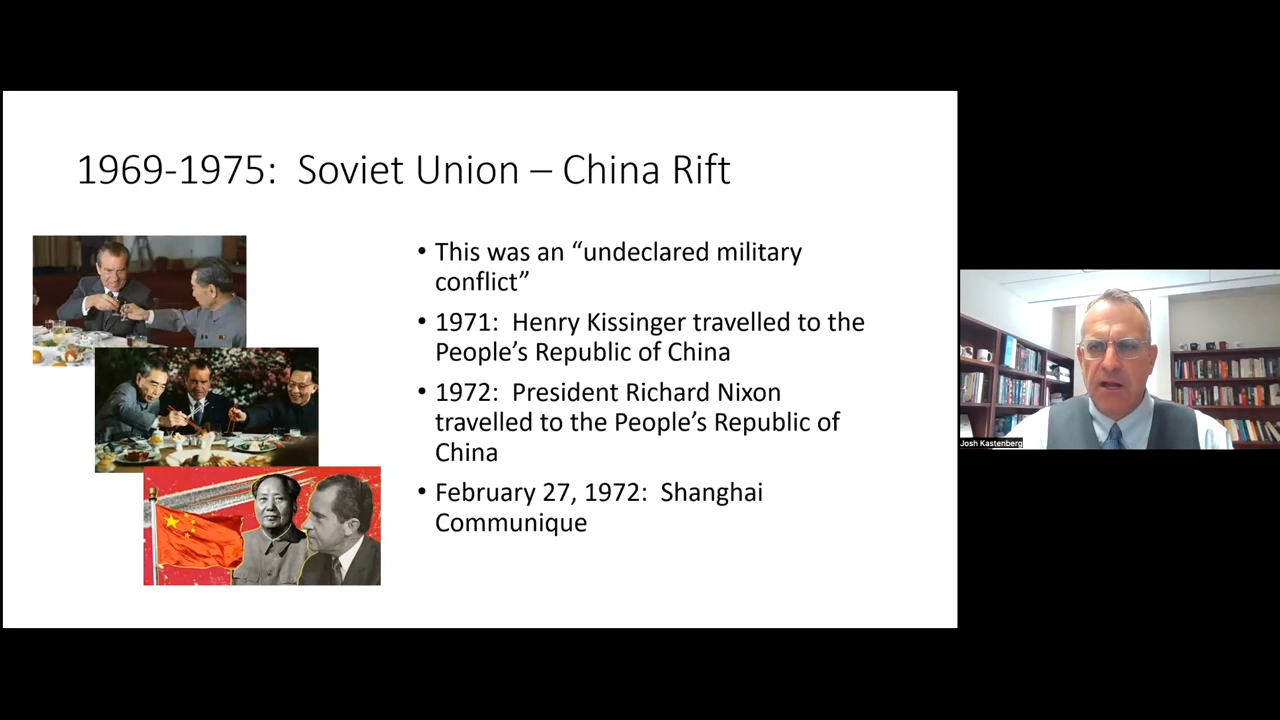 1969-1975:  Soviet Union – China Rift
• This was an “undeclared military
conflict”
• 1971:  Henry Kissinger travelled to the
People’s Republic of China
• 1972:  President Richard Nixon
travelled to the People’s Republic of
China
• February 27, 1972:  Shanghai
Communique
Josh Kastenberg